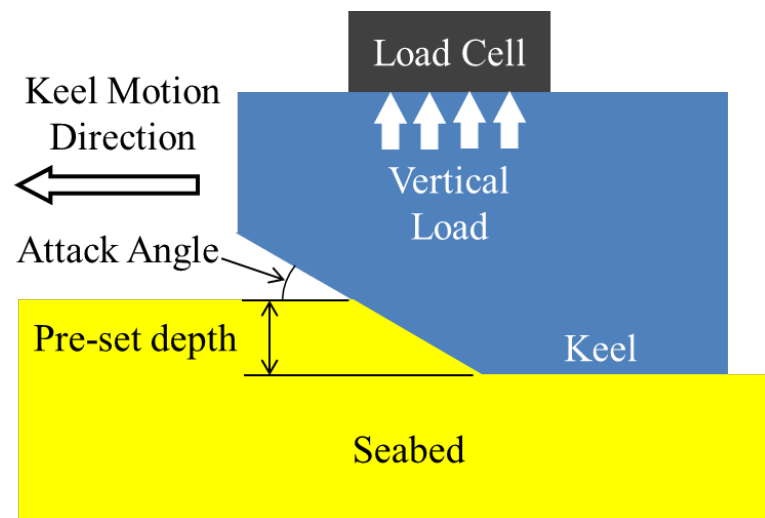 Load Cell
Keel Motion
Direction
Vertical
Load
Attack Angle
Pre-set depth
Keel
Seabed